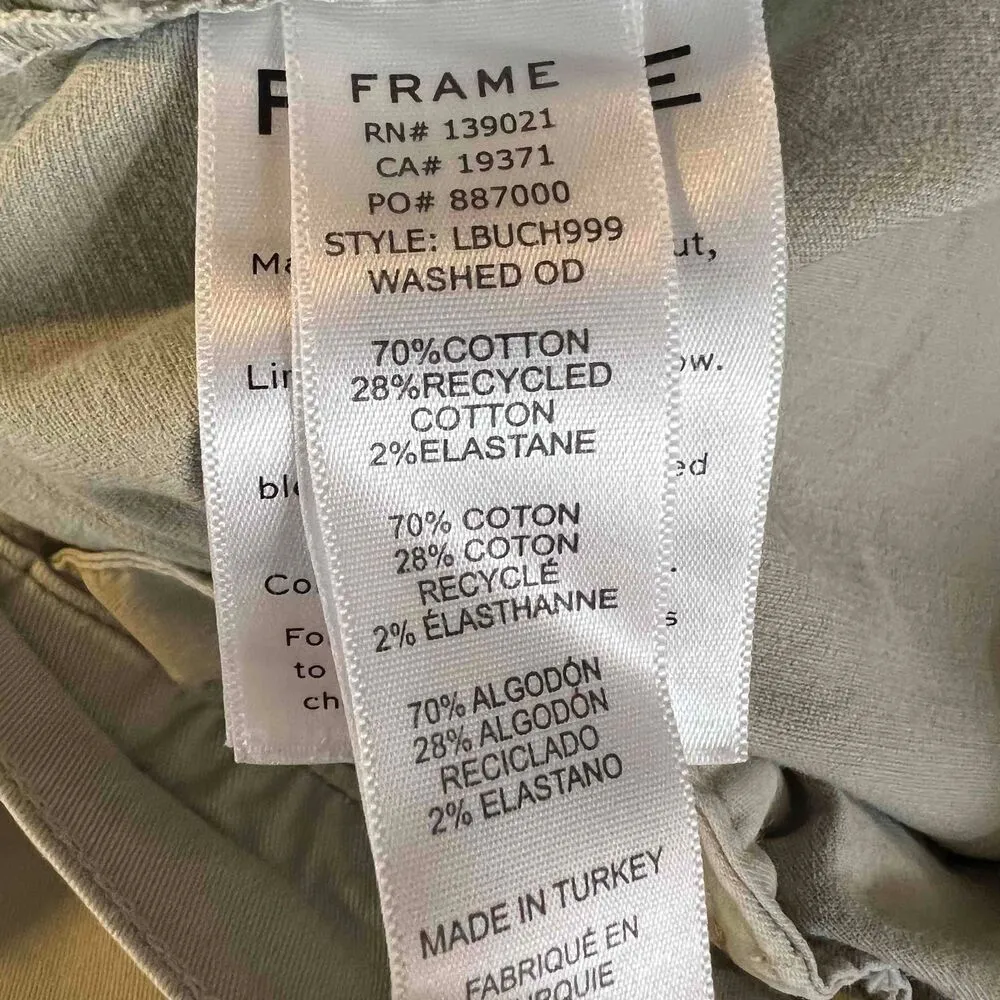 FRAME
RN# 139021
CA# 19371
PO# 887000
STYLE: LBUCH999
WASHED OD
70%COTTON
28%RECYCLED
COTTON
2%ELASTANE
70% COTON
28% COTON
RECYCLÉ
2% ÉLASTHANNE
70% ALGODÓN
28% ALGODÓN
RECICLADO
2% ELASTANO
MADE IN TURKEY
FABRIQUÉ EN
to